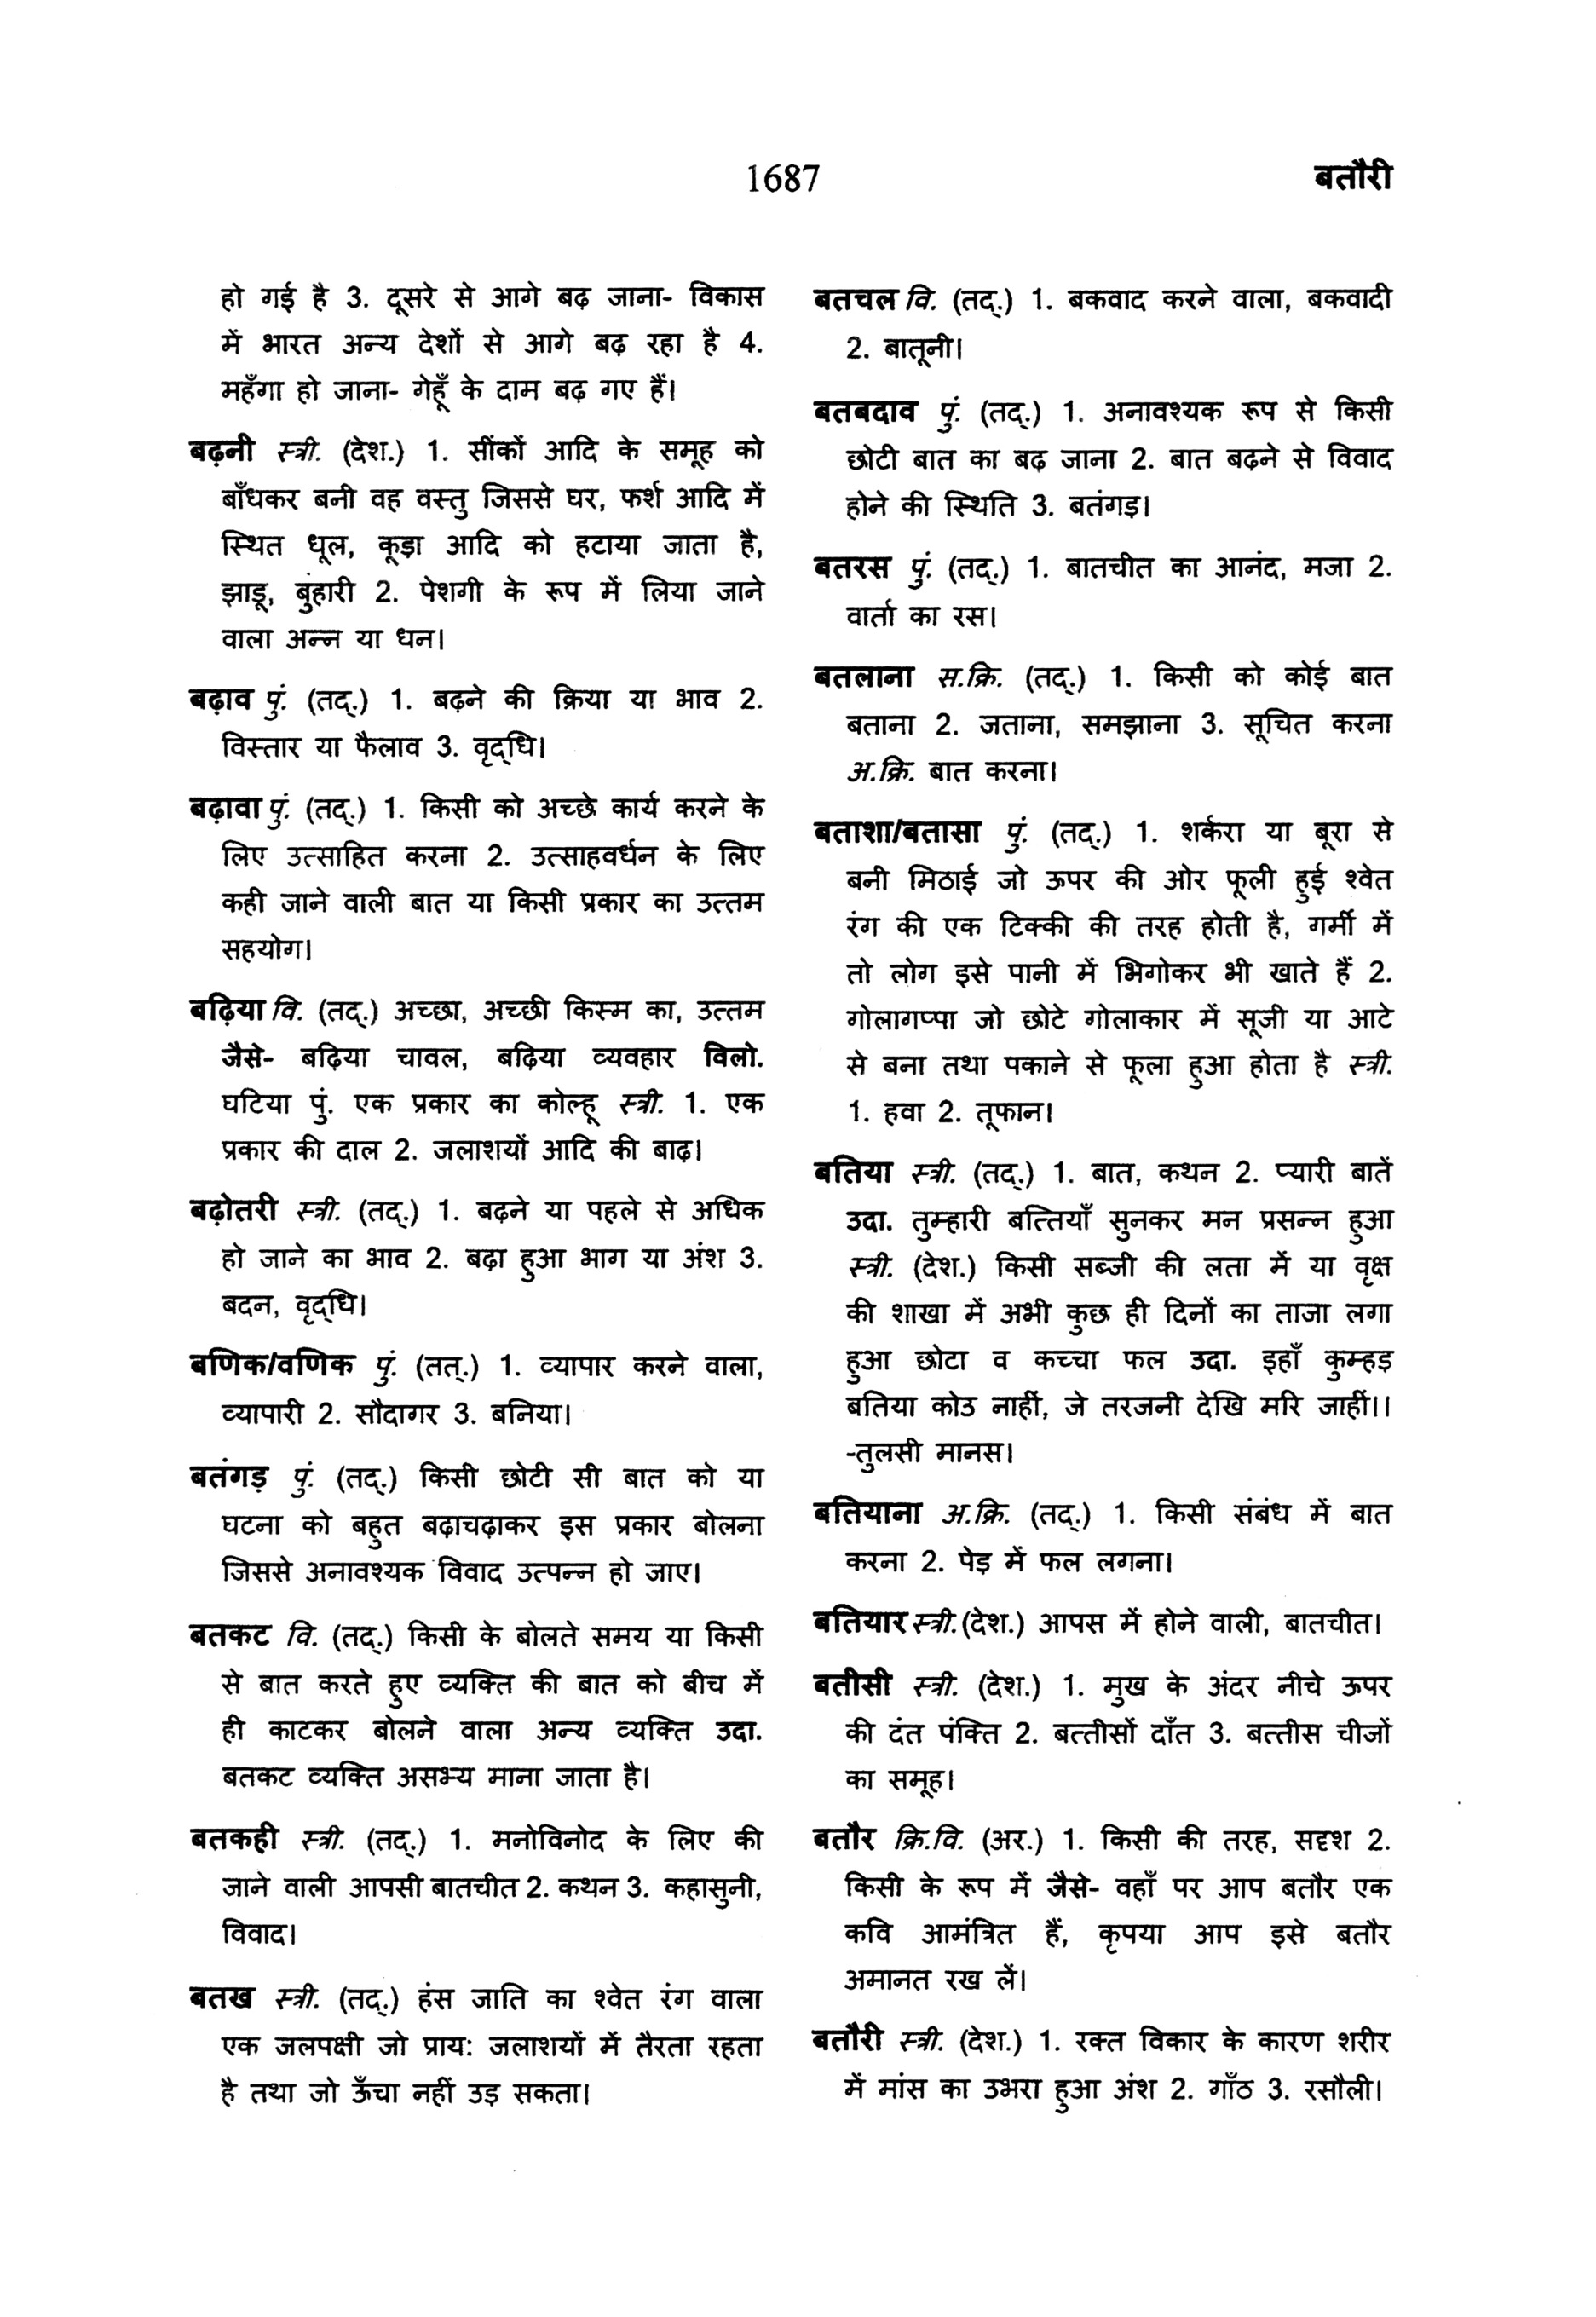 1687
बतौरी
हो गई है 3. दूसरे से आगे बढ़ जाना- विकास
में भारत अन्य देशों से आगे बढ़ रहा है 4.
महँगा हो जाना- गेहूँ के दाम बढ़ गए हैं।
बढ़नी स्त्री. (देश.) 1. सींकों आदि के समूह को
बाँधकर बनी वह वस्तु जिससे घर, फर्श आदि में
स्थित धूल, कूड़ा आदि को हटाया जाता है,
झाडू, बुंहारी 2. पेशगी के रूप में लिया जाने
वाला अन्न या धन।
बढ़ाव पुं. (तद्.) 1. बढ़ने की क्रिया या भाव 2.
विस्तार या फैलाव 3. वृद्धि।
बढ़ावा पुं. (तद्.) 1. किसी को अच्छे कार्य करने के
लिए उत्साहित करना 2. उत्साहवर्धन के लिए
कही जाने वाली बात या किसी प्रकार का उत्तम
सहयोग।
बढ़िया वि. (तद्.) अच्छा, अच्छी किस्म का, उत्तम
जैसे- बढ़िया चावल, बढ़िया व्यवहार विलो.
घटिया पुं. एक प्रकार का कोल्हू स्त्री. 1. एक
प्रकार की दाल 2. जलाशयों आदि की बाढ़।
बढ़ोतरी स्त्री. (तद्.) 1. बढ़ने या पहले से अधिक
हो जाने का भाव 2. बढ़ा हुआ भाग या अंश 3.
बदन, वृद्धि।
बणिक/वणिक पुं. (तत्.) 1. व्यापार करने वाला,
व्यापारी 2. सौदागर 3. बनिया।
बतंगड़ पुं. (तद्.) किसी छोटी सी बात को या
घटना को बहुत बढ़ाचढ़ाकर इस प्रकार बोलना
जिससे अनावश्यक विवाद उत्पन्न हो जाए।
बतकट वि. (तद्.) किसी के बोलते समय या किसी
से बात करते हुए व्यक्ति की बात को बीच में
ही काटकर बोलने वाला अन्य व्यक्ति उदा.
बतकट व्यक्ति असभ्य माना जाता है।
बतकही स्त्री. (तद्.) 1. मनोविनोद के लिए की
जाने वाली आपसी बातचीत 2. कथन 3. कहासुनी,
विवाद।
बतख स्त्री. (तद्.) हंस जाति का श्वेत रंग वाला
एक जलपक्षी जो प्राय: जलाशयों में तैरता रहता
है तथा जो ऊँचा नहीं उड़ सकता।
बतचल वि. (तद्.) 1. बकवाद करने वाला, बकवादी
2. बातूनी।
बतबदाव पुं. (तद्.) 1. अनावश्यक रूप से किसी
छोटी बात का बढ़ जाना 2. बात बढ़ने से विवाद
होने की स्थिति 3. बतंगड़।
बतरस पुं. (तद्.) 1. बातचीत का आनंद, मजा 2.
वार्ता का रस।
बतलाना स.क्रि. (तद्.) 1. किसी को कोई बात
बताना 2. जताना, समझाना 3. सूचित करना
अ.क्रि. बात करना।
बताशा/बतासा पुं. (तद्.) 1. शर्करा या बूरा से
बनी मिठाई जो ऊपर की ओर फूली हुई श्वेत
रंग की एक टिक्की की तरह होती है, गर्मी में
तो लोग इसे पानी में भिगोकर भी खाते हैं 2.
गोलागप्पा जो छोटे गोलाकार में सूजी या आटे
से बना तथा पकाने से फूला हुआ होता है स्त्री.
1. हवा 2. तूफान।
बतिया स्त्री. (तद्.) 1. बात, कथन 2. प्यारी बातें
उदा. तुम्हारी बत्तियाँ सुनकर मन प्रसन्न हुआ
स्त्री. (देश.) किसी सब्जी की लता में या वृक्ष
की शाखा में अभी कुछ ही दिनों का ताजा लगा
हुआ छोटा व कच्चा फल उदा. इहाँ कुम्हड़
बतिया कोउ नाहीं, जे तरजनी देखि मरि जाहीं।।
-तुलसी मानस।
बतियाना अ.क्रि. (तद्.) 1. किसी संबंध में बात
करना 2. पेड़ में फल लगना।
बतियार स्त्री. (देश.) आपस में होने वाली, बातचीत।
बतीसी स्त्री. (देश.) 1. मुख के अंदर नीचे ऊपर
की दंत पंक्ति 2. बत्तीसों दाँत 3. बत्तीस चीजों
का समूह।
बतौर क्रि.वि. (अर.) 1. किसी की तरह, सदृश 2.
किसी के रूप में जैसे- वहाँ पर आप बतौर एक
कवि आमंत्रित हैं, कृपया आप इसे बतौर
अमानत रख लें।
बतौरी स्त्री. (देश.) 1. रक्त विकार के कारण शरीर
में मांस का उभरा हुआ अंश 2. गाँठ 3. रसौली।